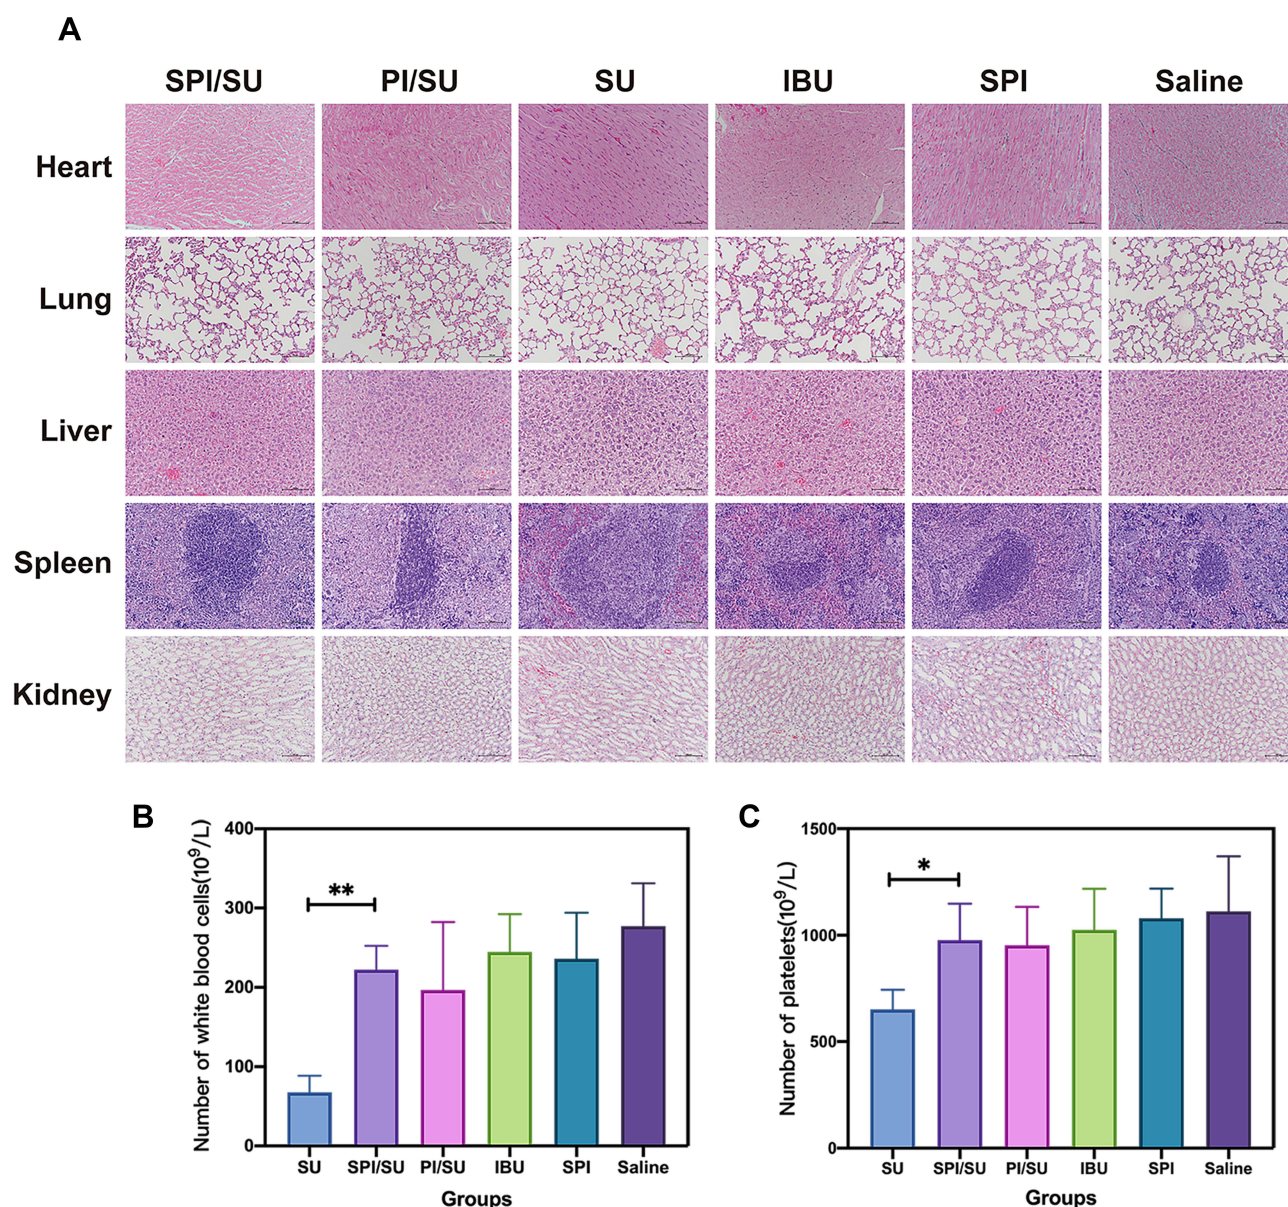 A
SPI/SU PI/SU SU IBU SPI Saline
Heart
Lung
Liver
Spleen
Kidney
B
Number of white blood cells(10⁹/L)
400
300
200
100
0
**
SU SPI/SU PI/SU IBU SPI Saline
Groups
C
Number of platelets(10⁹/L)
1500
1000
500
0
*
SU SPI/SU PI/SU IBU SPI Saline
Groups